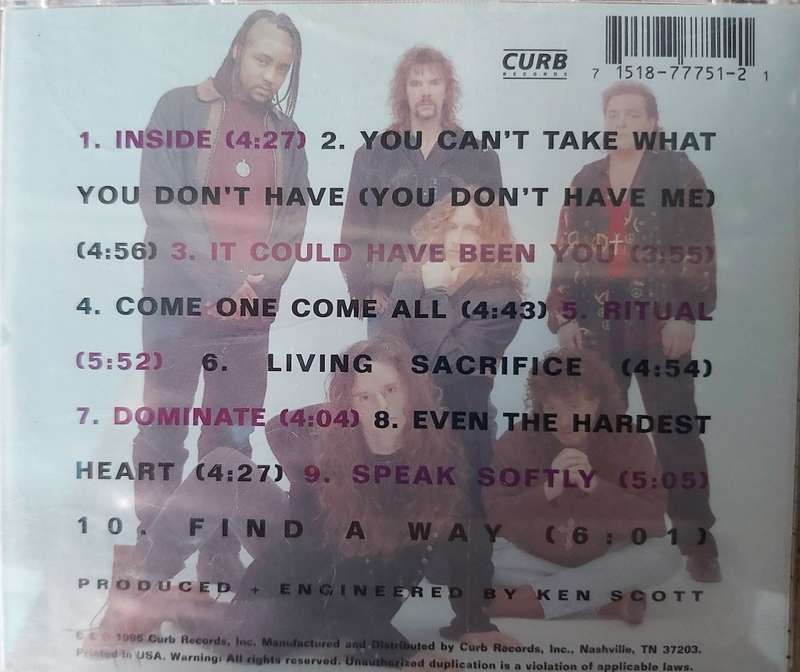 CURB
RECORDS
7 1518-77751-2 1
1. INSIDE (4:27) 2. YOU CAN'T TAKE WHAT
YOU DON'T HAVE (YOU DON'T HAVE ME)
(4:56) 3. IT COULD HAVE BEEN YOU (3:55)
4. COME ONE COME ALL (4:43) 5. RITUAL
(5:52) 6. LIVING SACRIFICE (4:54)
7. DOMINATE (4:04) 8. EVEN THE HARDEST
HEART (4:27) 9. SPEAK SOFTLY (5:05)
10. FIND A WAY (6:01)
PRODUCED + ENGINEERED BY KEN SCOTT
1995 Curb Records, Inc. Manufactured and Distributed by Curb Records, Inc., Nashville, TN 37203.
Printed in USA. Warning: All rights reserved. Unauthorized duplication is a violation of applicable laws.